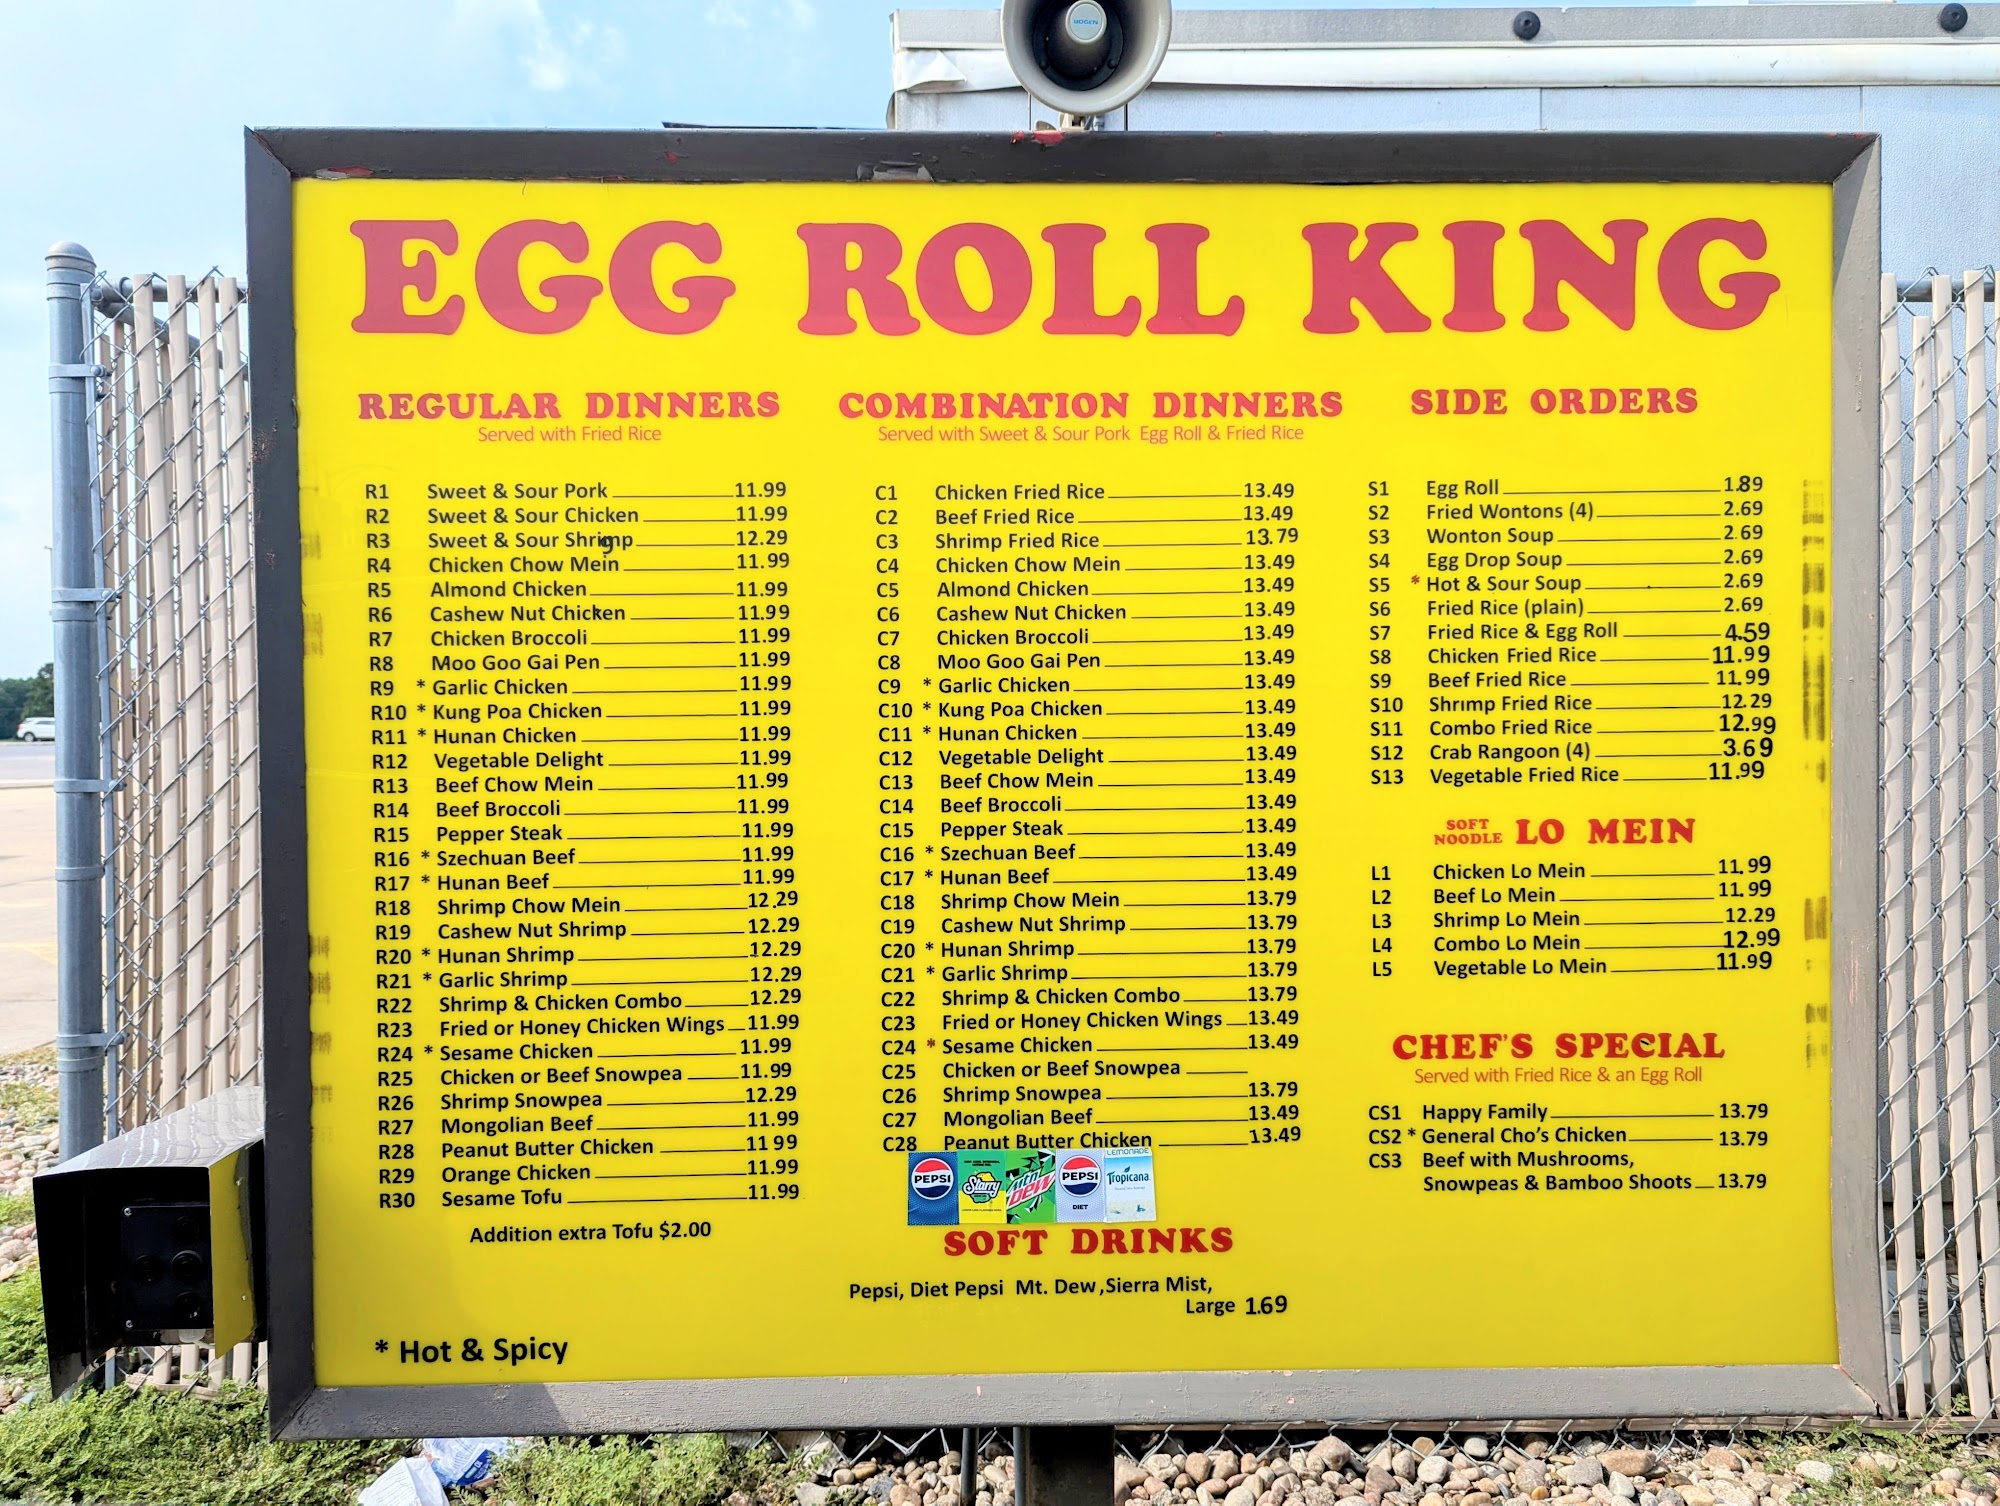 HOGEN
EGG ROLL KING
REGULAR DINNERS
Served with Fried Rice
R1 Sweet & Sour Pork 11.99
R2 Sweet & Sour Chicken 11.99
R3 Sweet & Sour Shrimp 12.29
9
R4 Chicken Chow Mein 11.99
R5 Almond Chicken 11.99
R6 Cashew Nut Chicken 11.99
R7 Chicken Broccoli 11.99
R8 Moo Goo Gai Pen 11.99
R9 * Garlic Chicken 11.99
R10 * Kung Poa Chicken 11.99
R11 * Hunan Chicken 11.99
R12 Vegetable Delight 11.99
R13 Beef Chow Mein 11.99
R14 Beef Broccoli 11.99
R15 Pepper Steak 11.99
R16 * Szechuan Beef 11.99
R17 * Hunan Beef 11.99
R18 Shrimp Chow Mein 12.29
R19 Cashew Nut Shrimp 12.29
R20 * Hunan Shrimp 12.29
R21 * Garlic Shrimp 12.29
R22 Shrimp & Chicken Combo 12.29
R23 Fried or Honey Chicken Wings 11.99
R24 * Sesame Chicken 11.99
R25 Chicken or Beef Snowpea 11.99
R26 Shrimp Snowpea 12.29
R27 Mongolian Beef 11.99
R28 Peanut Butter Chicken 11 99
R29 Orange Chicken 11.99
R30 Sesame Tofu 11.99
Addition extra Tofu $2.00
* Hot & Spicy
COMBINATION DINNERS
Served with Sweet & Sour Pork Egg Roll & Fried Rice
C1 Chicken Fried Rice 13.49
C2 Beef Fried Rice 13.49
C3 Shrimp Fried Rice 13.79
C4 Chicken Chow Mein 13.49
C5 Almond Chicken 13.49
C6 Cashew Nut Chicken 13.49
C7 Chicken Broccoli 13.49
C8 Moo Goo Gai Pen 13.49
C9 * Garlic Chicken 13.49
C10 * Kung Poa Chicken 13.49
C11 * Hunan Chicken 13.49
C12 Vegetable Delight 13.49
C13 Beef Chow Mein 13.49
C14 Beef Broccoli 13.49
C15 Pepper Steak 13.49
C16 * Szechuan Beef 13.49
C17 * Hunan Beef 13.49
C18 Shrimp Chow Mein 13.79
C19 Cashew Nut Shrimp 13.79
C20 * Hunan Shrimp 13.79
C21 * Garlic Shrimp 13.79
C22 Shrimp & Chicken Combo 13.79
C23 Fried or Honey Chicken Wings 13.49
C24 * Sesame Chicken 13.49
C25 Chicken or Beef Snowpea
C26 Shrimp Snowpea 13.79
C27 Mongolian Beef 13.49
C28 Peanut Butter Chicken 13.49
PEPSI
Starry
mtn DEW
PEPSI
DIET
LEMONADE
Tropicana
SOFT DRINKS
Pepsi, Diet Pepsi Mt. Dew, Sierra Mist,
Large 1.69
SIDE ORDERS
S1 Egg Roll 1.89
S2 Fried Wontons (4) 2.69
S3 Wonton Soup 2.69
S4 Egg Drop Soup 2.69
S5 * Hot & Sour Soup 2.69
S6 Fried Rice (plain) 2.69
S7 Fried Rice & Egg Roll 4.59
S8 Chicken Fried Rice 11.99
S9 Beef Fried Rice 11.99
S10 Shrimp Fried Rice 12.29
S11 Combo Fried Rice 12.99
S12 Crab Rangoon (4) 3.69
S13 Vegetable Fried Rice 11.99
SOFT NOODLE LO MEIN
L1 Chicken Lo Mein 11.99
L2 Beef Lo Mein 11.99
L3 Shrimp Lo Mein 12.29
L4 Combo Lo Mein 12.99
L5 Vegetable Lo Mein 11.99
CHEF'S SPECIAL
Served with Fried Rice & an Egg Roll
CS1 Happy Family 13.79
CS2 * General Cho's Chicken 13.79
CS3 Beef with Mushrooms,
Snowpeas & Bamboo Shoots 13.79